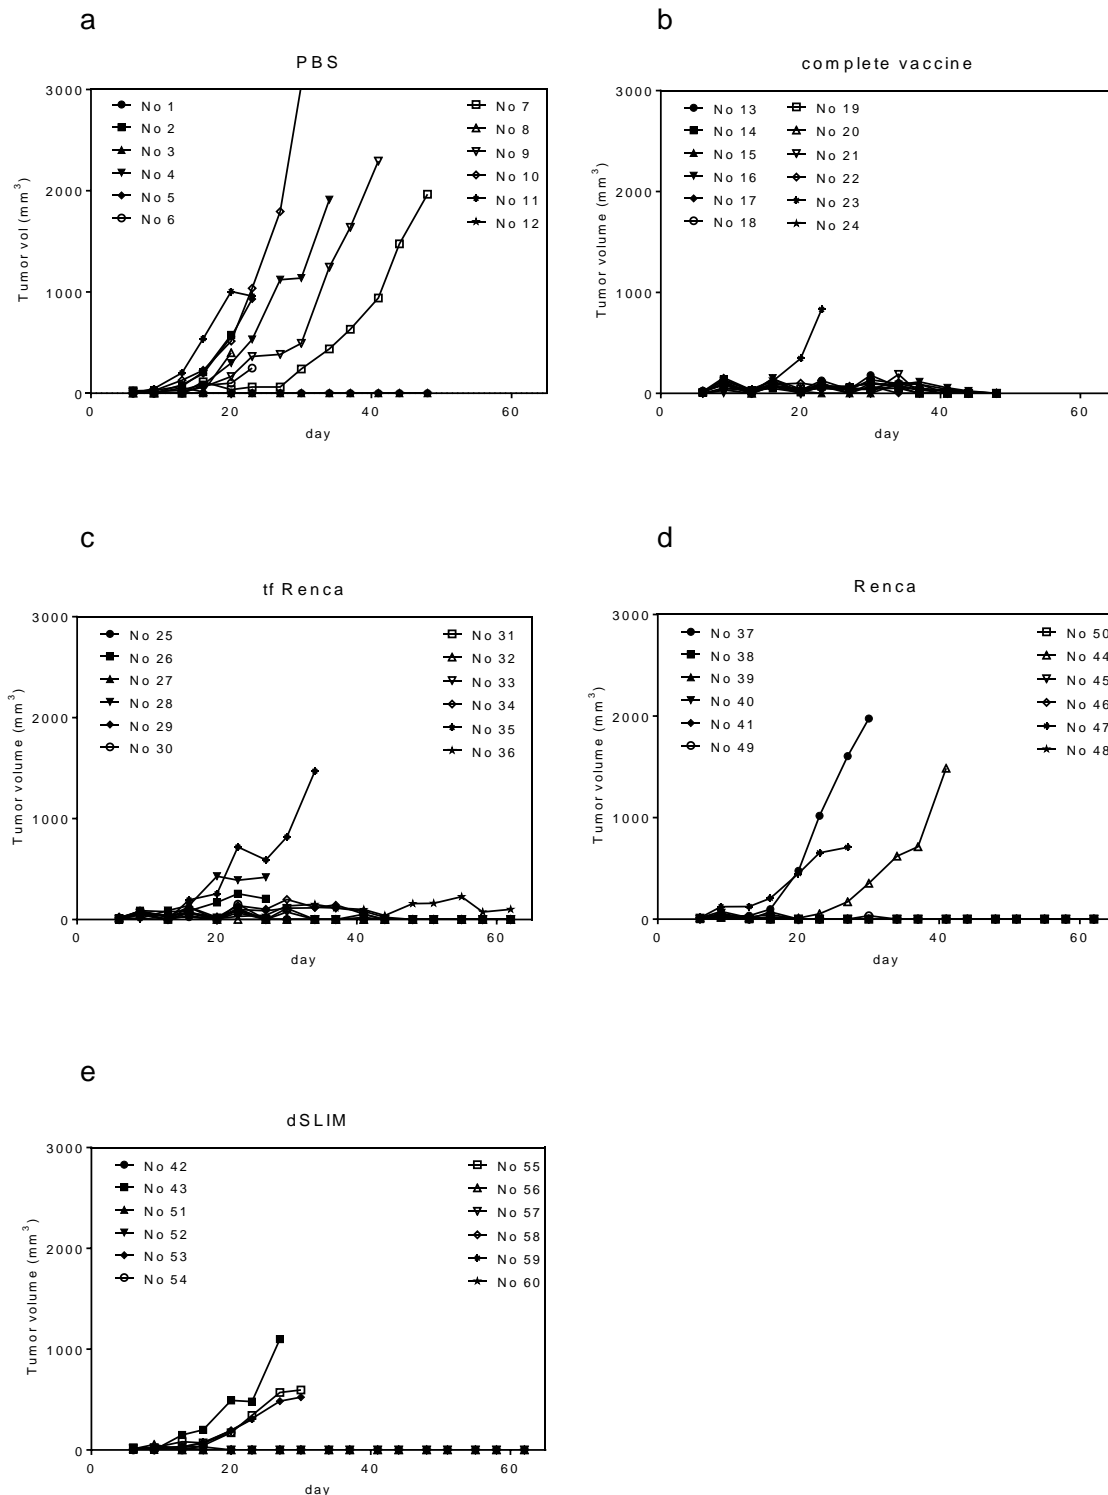 a
PBS
3000
2000
1000
0
Tumor vol (mm3)
No 1
No 2
No 3
No 4
No 5
No 6
No 7
No 8
No 9
No 10
No 11
No 12
0 20 40 60
day
b
complete vaccine
3000
2000
1000
0
Tumor volume (mm3)
No 13
No 14
No 15
No 16
No 17
No 18
No 19
No 20
No 21
No 22
No 23
No 24
0 20 40 60
day
c
tf Renca
3000
2000
1000
0
Tumor volume (mm3)
No 25
No 26
No 27
No 28
No 29
No 30
No 31
No 32
No 33
No 34
No 35
No 36
0 20 40 60
day
d
Renca
3000
2000
1000
0
Tumor volume (mm3)
No 37
No 38
No 39
No 40
No 41
No 49
No 50
No 44
No 45
No 46
No 47
No 48
0 20 40 60
day
e
dSLIM
3000
2000
1000
0
Tumor volume (mm3)
No 42
No 43
No 51
No 52
No 53
No 54
No 55
No 56
No 57
No 58
No 59
No 60
0 20 40 60
day